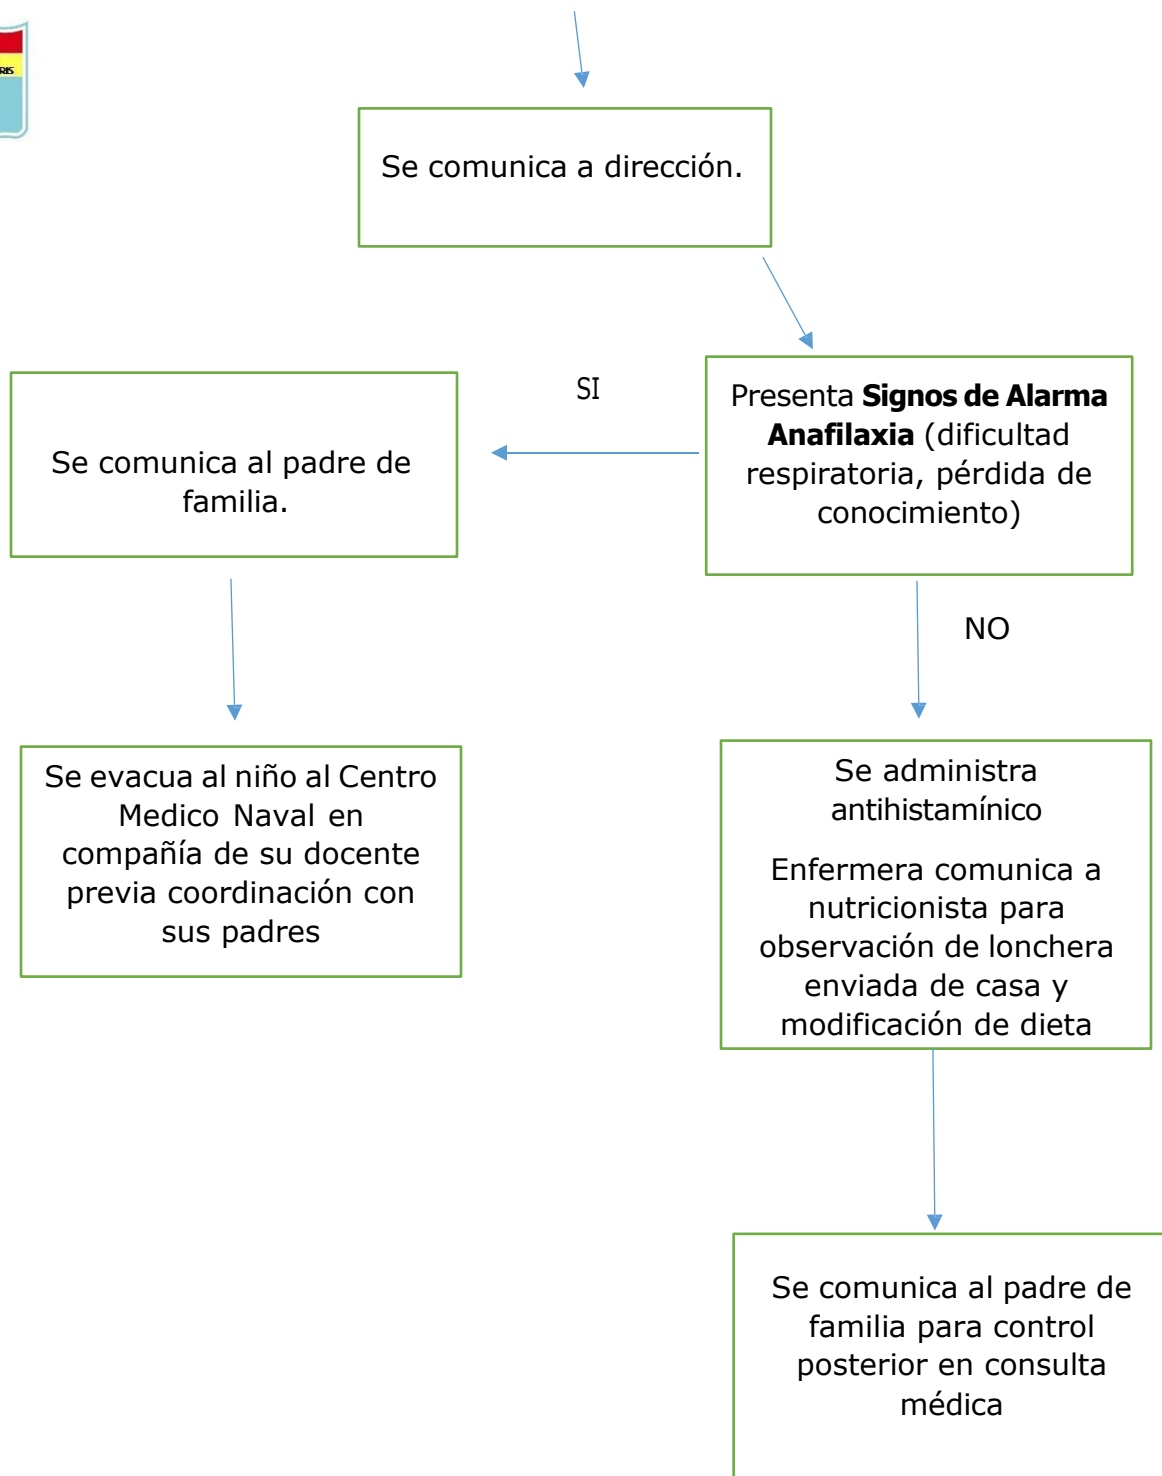 RIS
Se comunica a dirección.
SI
Presenta Signos de Alarma
Anafilaxia (dificultad
respiratoria, pérdida de
conocimiento)
Se comunica al padre de
familia.
NO
Se evacua al niño al Centro
Medico Naval en
compañía de su docente
previa coordinación con
sus padres
Se administra
antihistamínico
Enfermera comunica a
nutricionista para
observación de lonchera
enviada de casa y
modificación de dieta
Se comunica al padre de
familia para control
posterior en consulta
médica